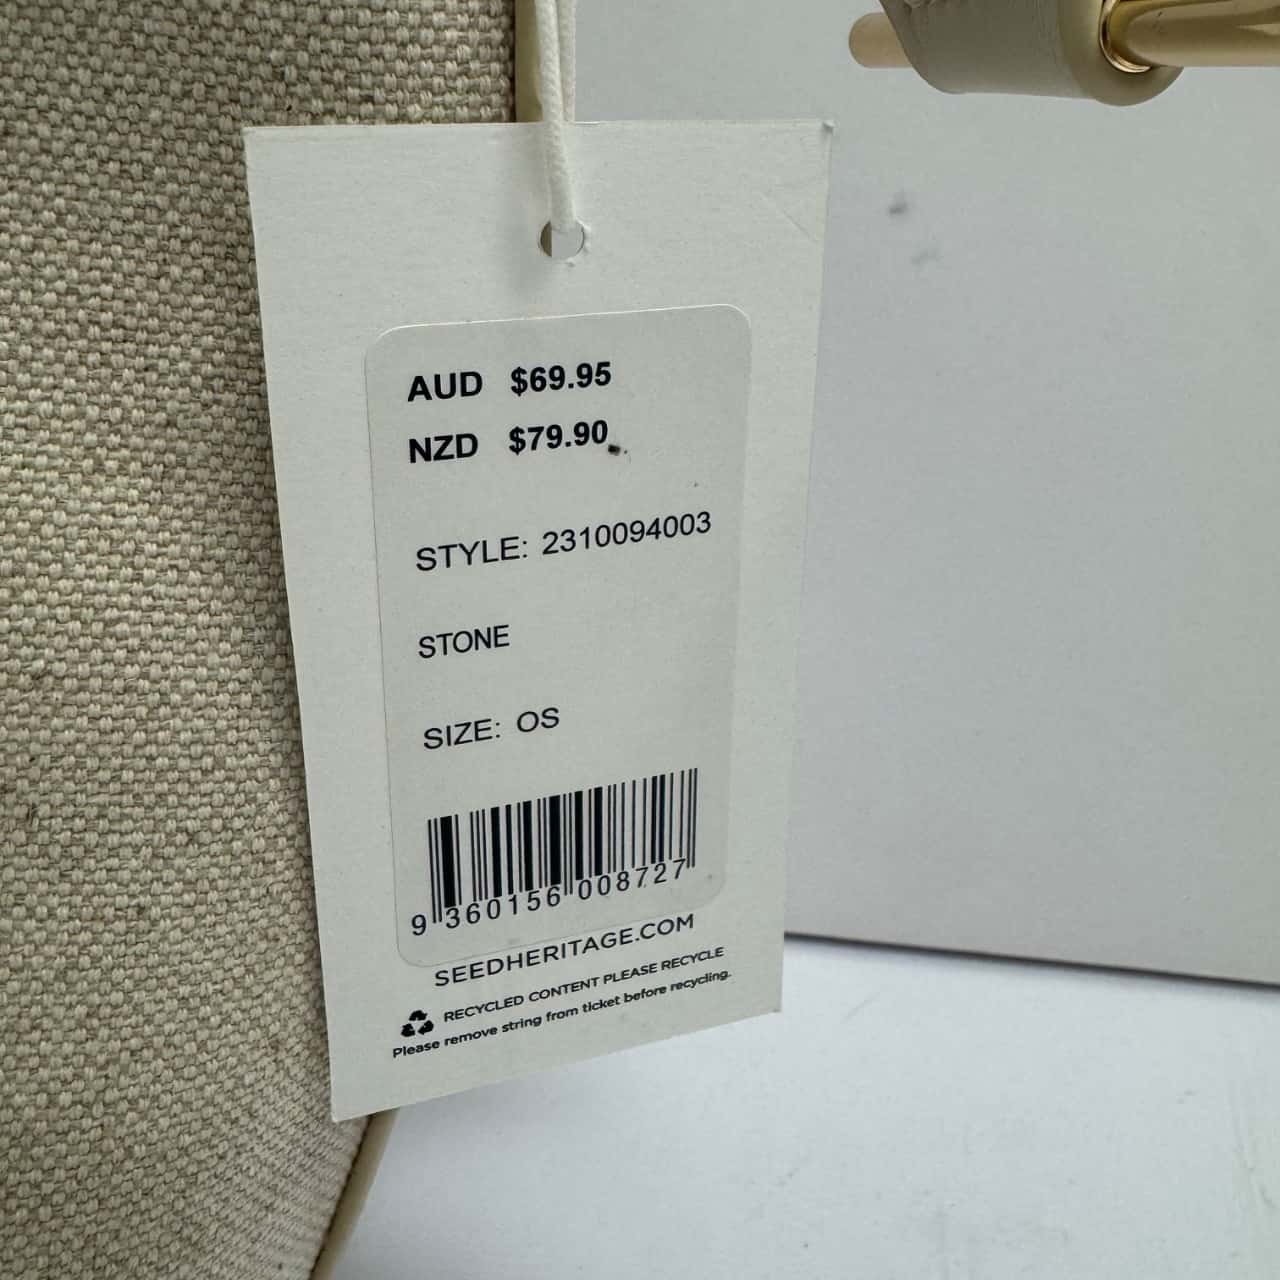 AUD $69.95
NZD $79.90
STYLE: 2310094003
STONE
SIZE: OS
9 360156 008727
SEEDHERITAGE.COM
RECYCLED CONTENT PLEASE RECYCLE
Please remove string from ticket before recycling.